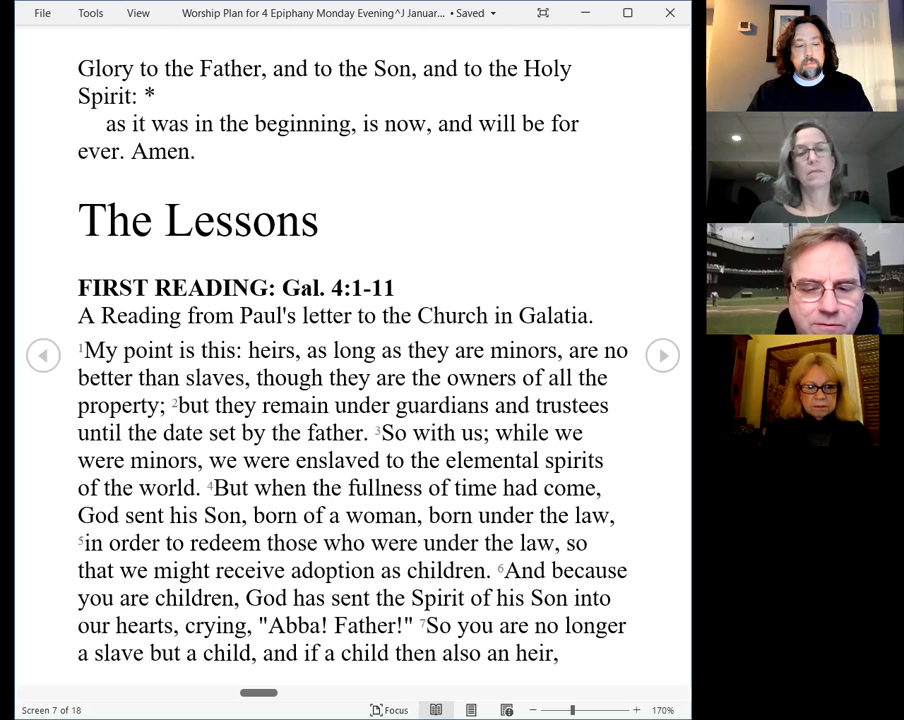 File Tools View Worship Plan for 4 Epiphany Monday Evening^J Januar... • Saved
Glory to the Father, and to the Son, and to the Holy
Spirit: *
as it was in the beginning, is now, and will be for
ever. Amen.
The Lessons
FIRST READING: Gal. 4:1-11
A Reading from Paul's letter to the Church in Galatia.
1My point is this: heirs, as long as they are minors, are no
better than slaves, though they are the owners of all the
property; 2but they remain under guardians and trustees
until the date set by the father. 3So with us; while we
were minors, we were enslaved to the elemental spirits
of the world. 4But when the fullness of time had come,
God sent his Son, born of a woman, born under the law,
5in order to redeem those who were under the law, so
that we might receive adoption as children. 6And because
you are children, God has sent the Spirit of his Son into
our hearts, crying, "Abba! Father!" 7So you are no longer
a slave but a child, and if a child then also an heir,
Screen 7 of 18 Focus 170%